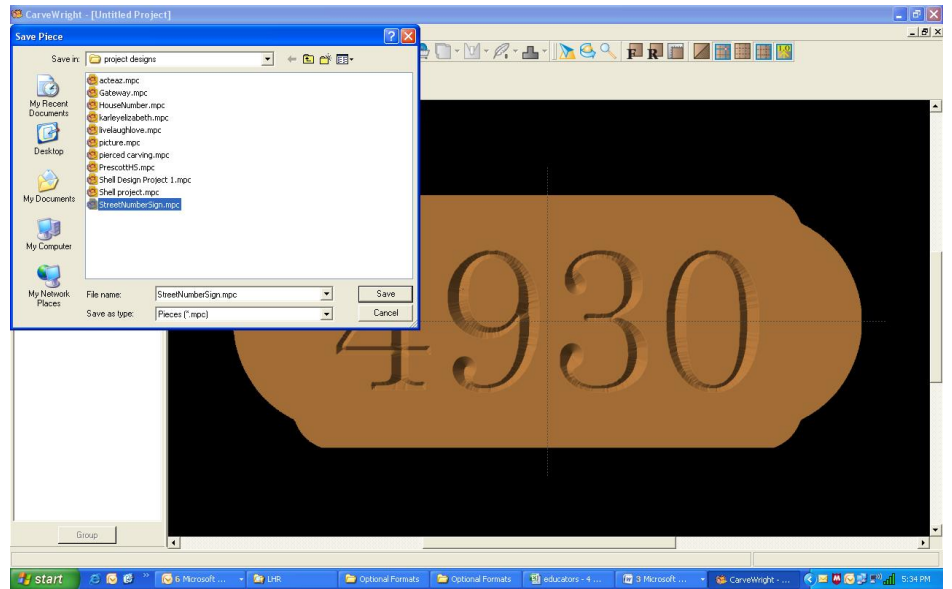 CarveWright - [Untitled Project]
Save Piece
Save in:
project designs
My Recent
Documents
Desktop
My Documents
My Computer
My Network
Places
acteaz.mpc
Gateway.mpc
HouseNumber.mpc
karleyelizabeth.mpc
livelaughlove.mpc
picture.mpc
pierced carving.mpc
PrescottHS.mpc
Shell Design Project 1.mpc
Shell project.mpc
StreetNumberSign.mpc
File name:
StreetNumberSign.mpc
Save
Save as type:
Pieces (*.mpc)
Cancel
F R
4930
Group
start
6 Microsoft ...
LHR
Optional Formats
Optional Formats
educators - 4 ...
3 Microsoft ...
CarveWright - ...
5:34 PM